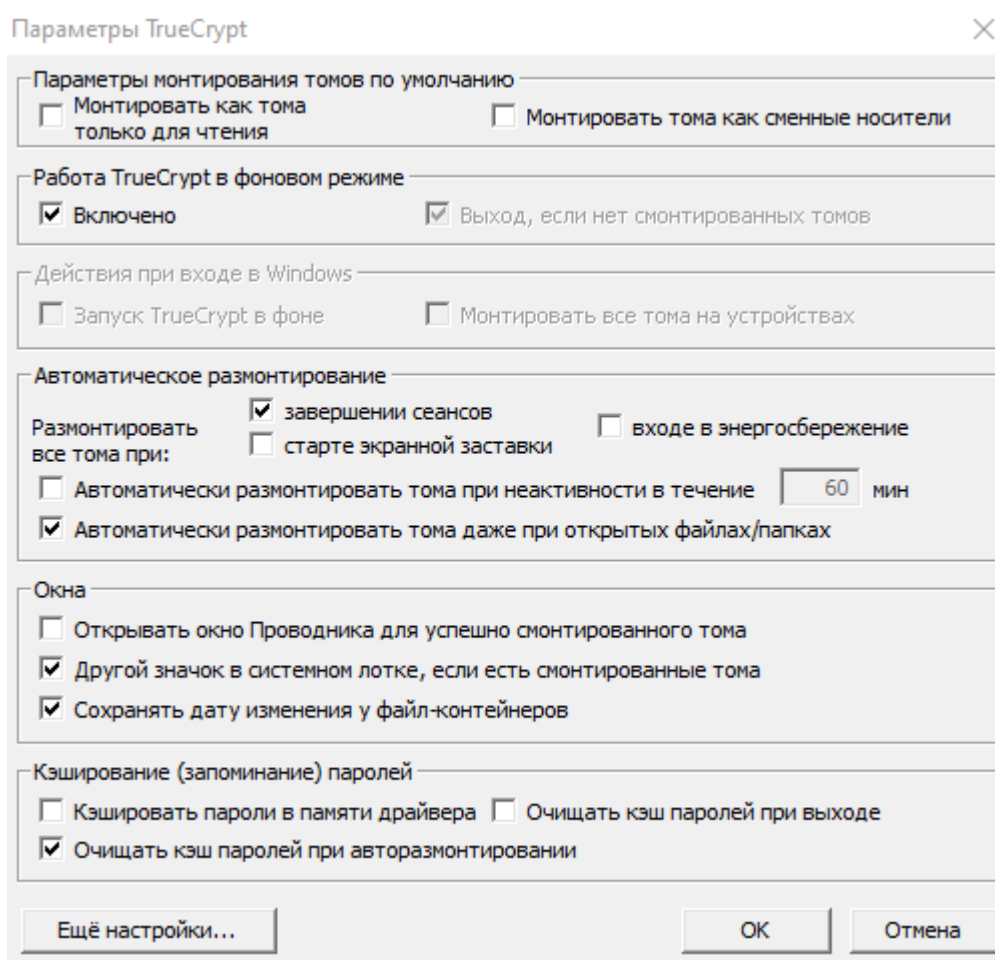 Параметры TrueCrypt
Параметры монтирования томов по умолчанию
Монтировать как тома
только для чтения
Монтировать тома как сменные носители
Работа TrueCrypt в фоновом режиме
Включено
Выход, если нет смонтированных томов
Действия при входе в Windows
Запуск TrueCrypt в фоне
Монтировать все тома на устройствах
Автоматическое размонтирование
Размонтировать
все тома при:
завершении сеансов
старте экранной заставки
входе в энергосбережение
Автоматически размонтировать тома при неактивности в течение 60 мин
Автоматически размонтировать тома даже при открытых файлах/папках
Окна
Открывать окно Проводника для успешно смонтированного тома
Другой значок в системном лотке, если есть смонтированные тома
Сохранять дату изменения у файл-контейнеров
Кэширование (запоминание) паролей
Кэшировать пароли в памяти драйвера
Очищать кэш паролей при выходе
Очищать кэш паролей при авторазмонтировании
Ещё настройки...
OK
Отмена